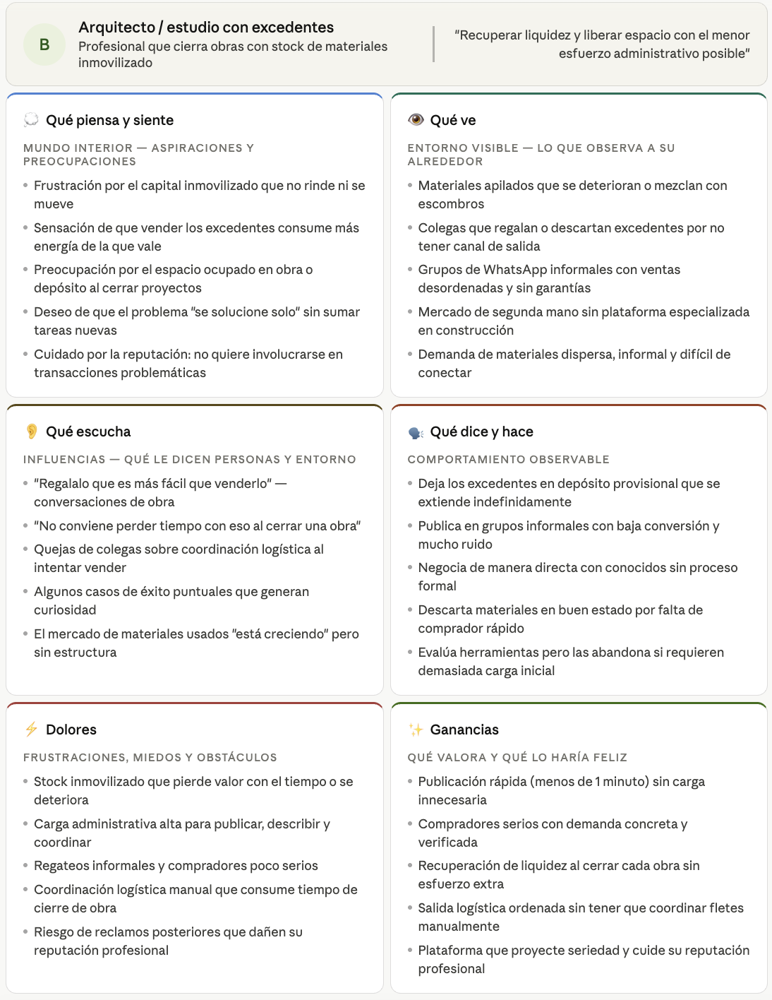 B
Arquitecto / estudio con excedentes
Profesional que cierra obras con stock de materiales
inmovilizado
"Recuperar liquidez y liberar espacio con el menor
esfuerzo administrativo posible"
Qué piensa y siente
MUNDO INTERIOR — ASPIRACIONES Y
PREOCUPACIONES
• Frustración por el capital inmovilizado que no rinde ni se
mueve
• Sensación de que vender los excedentes consume más
energía de la que vale
• Preocupación por el espacio ocupado en obra o
depósito al cerrar proyectos
• Deseo de que el problema "se solucione solo" sin sumar
tareas nuevas
• Cuidado por la reputación: no quiere involucrarse en
transacciones problemáticas
Qué ve
ENTORNO VISIBLE — LO QUE OBSERVA A SU
ALREDEDOR
• Materiales apilados que se deterioran o mezclan con
escombros
• Colegas que regalan o descartan excedentes por no
tener canal de salida
• Grupos de WhatsApp informales con ventas
desordenadas y sin garantías
• Mercado de segunda mano sin plataforma especializada
en construcción
• Demanda de materiales dispersa, informal y difícil de
conectar
Qué escucha
INFLUENCIAS — QUÉ LE DICEN PERSONAS Y ENTORNO
• "Regalalo que es más fácil que venderlo" —
conversaciones de obra
• "No conviene perder tiempo con eso al cerrar una obra"
• Quejas de colegas sobre coordinación logística al
intentar vender
• Algunos casos de éxito puntuales que generan
curiosidad
• El mercado de materiales usados "está creciendo" pero
sin estructura
Qué dice y hace
COMPORTAMIENTO OBSERVABLE
• Deja los excedentes en depósito provisional que se
extiende indefinidamente
• Publica en grupos informales con baja conversión y
mucho ruido
• Negocia de manera directa con conocidos sin proceso
formal
• Descarta materiales en buen estado por falta de
comprador rápido
• Evalúa herramientas pero las abandona si requieren
demasiada carga inicial
Dolores
FRUSTRACIONES, MIEDOS Y OBSTÁCULOS
• Stock inmovilizado que pierde valor con el tiempo o se
deteriora
• Carga administrativa alta para publicar, describir y
coordinar
• Regateos informales y compradores poco serios
• Coordinación logística manual que consume tiempo de
cierre de obra
• Riesgo de reclamos posteriores que dañen su
reputación profesional
Ganancias
QUÉ VALORA Y QUÉ LO HARÍA FELIZ
• Publicación rápida (menos de 1 minuto) sin carga
innecesaria
• Compradores serios con demanda concreta y
verificada
• Recuperación de liquidez al cerrar cada obra sin
esfuerzo extra
• Salida logística ordenada sin tener que coordinar fletes
manualmente
• Plataforma que proyecte seriedad y cuide su reputación
profesional